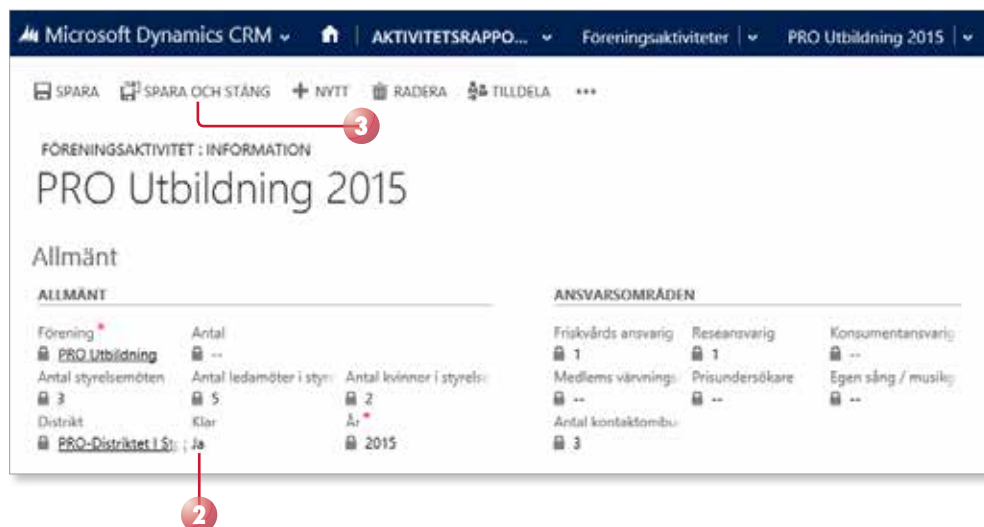 Microsoft Dynamics CRM AKTIVITETSRAPPO... Föreningsaktiviteter PRO Utbildning 2015
SPARA SPARA OCH STÄNG + NYTT RADERA TILLDELA •••
3
FÖRENINGSAKTIVITET : INFORMATION
PRO Utbildning 2015
Allmänt
ALLMÄNT ANSVARSOMRÅDEN
Förening * Antal Friskvårds ansvarig Reseansvarig Konsumentansvarig
PRO Utbildning -- 1 1 --
Antal styrelsemöten Antal ledamöter i styr Antal kvinnor i styrelse Medlems värvnings Prisundersökare Egen sång / musikg
3 5 2 -- -- --
Distrikt Klar År * Antal kontaktombu
PRO-Distriktet I St Ja 2015 3
2